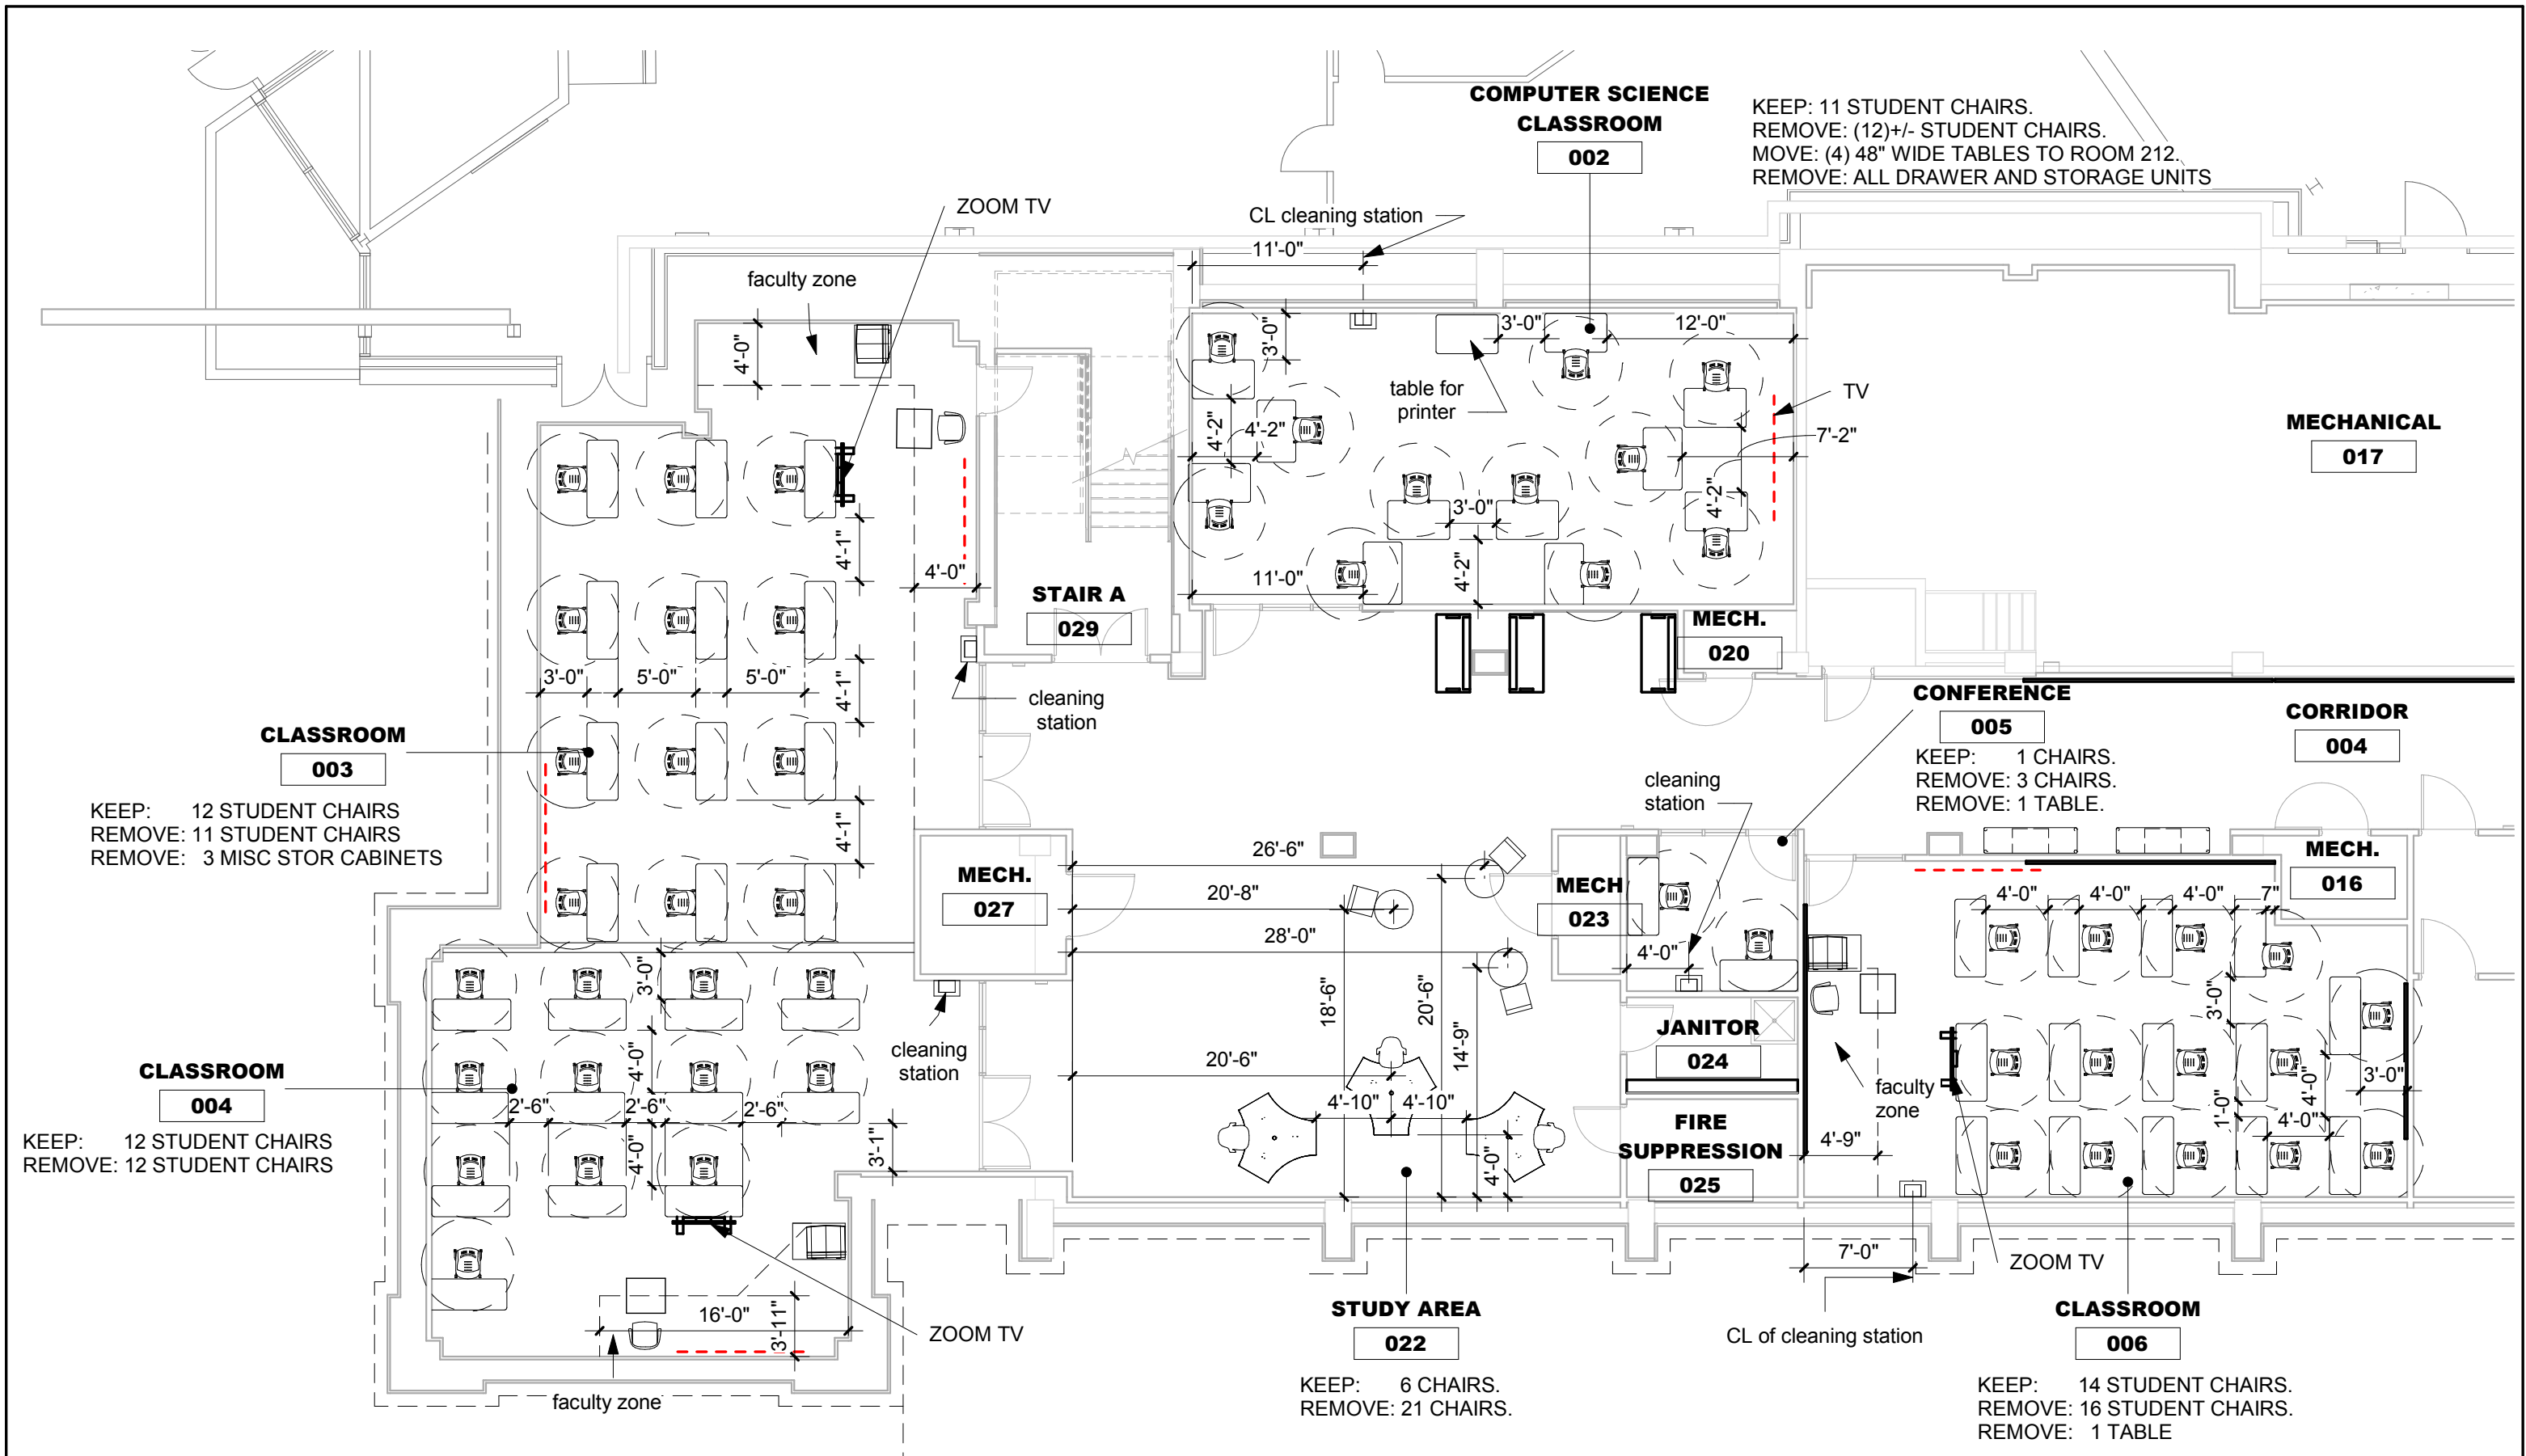 COMPUTER SCIENCE
CLASSROOM
002
KEEP: 11 STUDENT CHAIRS.
REMOVE: (12)+/- STUDENT CHAIRS.
MOVE: (4) 48" WIDE TABLES TO ROOM 212.
REMOVE: ALL DRAWER AND STORAGE UNITS
ZOOM TV
CL cleaning station
11'-0"
faculty zone
4'-0"
3'-0"
3'-0"
12'-0"
table for
printer
TV
4'-2"
4'-2"
7'-2"
4'-2"
3'-0"
4'-2"
11'-0"
MECHANICAL
017
4'-1"
4'-0"
STAIR A
029
MECH.
020
3'-0"
5'-0"
5'-0"
4'-1"
cleaning
station
CLASSROOM
003
KEEP: 12 STUDENT CHAIRS
REMOVE: 11 STUDENT CHAIRS
REMOVE: 3 MISC STOR CABINETS
4'-1"
CONFERENCE
005
KEEP: 1 CHAIRS.
REMOVE: 3 CHAIRS.
REMOVE: 1 TABLE.
CORRIDOR
004
cleaning
station
MECH.
027
26'-6"
20'-8"
28'-0"
MECH
023
4'-0"
MECH.
016
4'-0"
4'-0"
4'-0"
7"
3'-0"
3'-0"
18'-6"
20'-6"
14'-9"
JANITOR
024
cleaning
station
20'-6"
4'-10"
4'-10"
4'-0"
FIRE
SUPPRESSION
025
faculty
zone
4'-9"
4'-0"
3'-0"
1'-0"
4'-0"
CLASSROOM
004
KEEP: 12 STUDENT CHAIRS
REMOVE: 12 STUDENT CHAIRS
4'-0"
2'-6"
2'-6"
2'-6"
4'-0"
3'-1"
16'-0"
3'-11"
ZOOM TV
faculty zone
STUDY AREA
022
KEEP: 6 CHAIRS.
REMOVE: 21 CHAIRS.
7'-0"
CL of cleaning station
ZOOM TV
CLASSROOM
006
KEEP: 14 STUDENT CHAIRS.
REMOVE: 16 STUDENT CHAIRS.
REMOVE: 1 TABLE